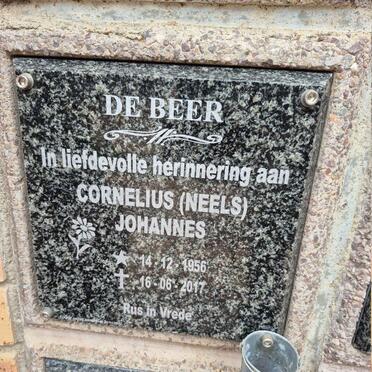 DE BEER
In liefdevolle herinnering aan
CORNELIUS (NEELS)
JOHANNES
14-12-1956
16-06-2017
Rus in Vrede